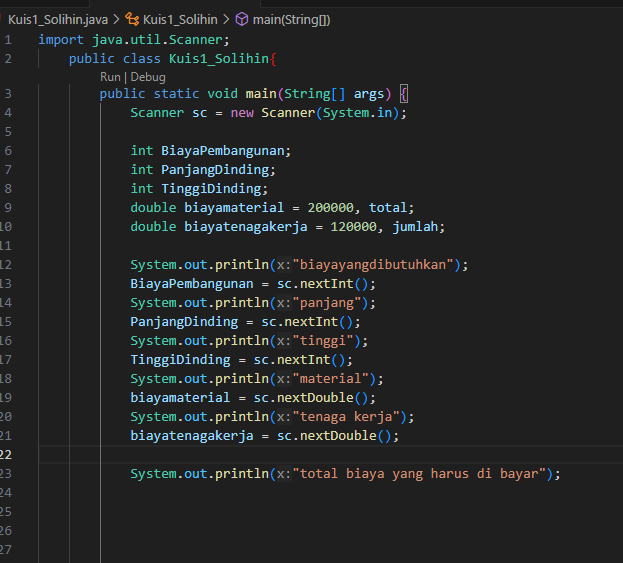 Kuis1_Solihin.java > Kuis1_Solihin > main(String[])
1 import java.util.Scanner;
2 public class Kuis1_Solihin{
Run | Debug
3 public static void main(String[] args) {
4 Scanner sc = new Scanner(System.in);
5
6 int BiayaPembangunan;
7 int PanjangDinding;
8 int TinggiDinding;
9 double biayamaterial = 200000, total;
10 double biayatenagakerja = 120000, jumlah;
11
12 System.out.println(x:"biayayangdibutuhkan");
13 BiayaPembangunan = sc.nextInt();
14 System.out.println(x:"panjang");
15 PanjangDinding = sc.nextInt();
16 System.out.println(x:"tinggi");
17 TinggiDinding = sc.nextInt();
18 System.out.println(x:"material");
19 biayamaterial = sc.nextDouble();
20 System.out.println(x:"tenaga kerja");
21 biayatenagakerja = sc.nextDouble();
22
23 System.out.println(x:"total biaya yang harus di bayar");
24
25
26
27